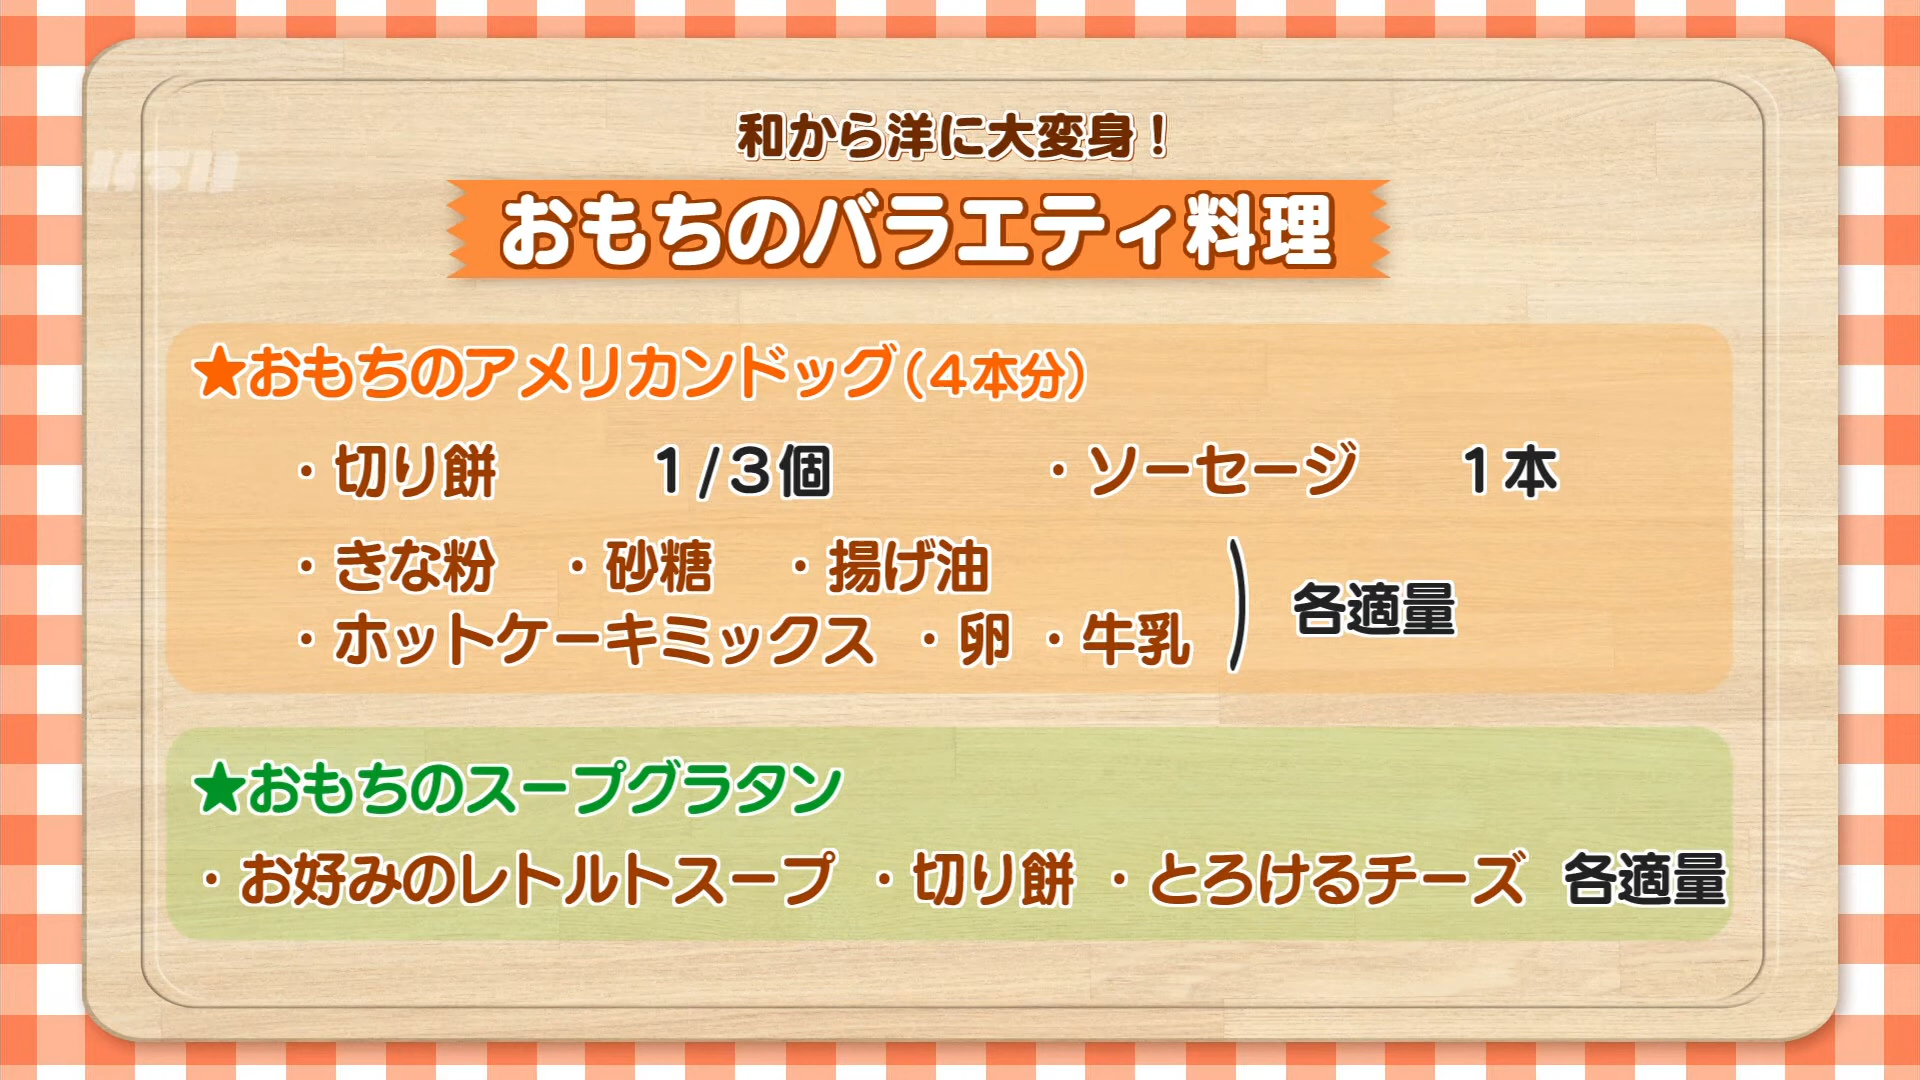 和から洋に大変身！
おもちのバラエティ料理
★おもちのアメリカンドッグ（４本分）
・切り餅　１/３個　・ソーセージ　１本
・きな粉　・砂糖　・揚げ油
・ホットケーキミックス　・卵　・牛乳
各適量
★おもちのスープグラタン
・お好みのレトルトスープ　・切り餅　・とろけるチーズ　各適量